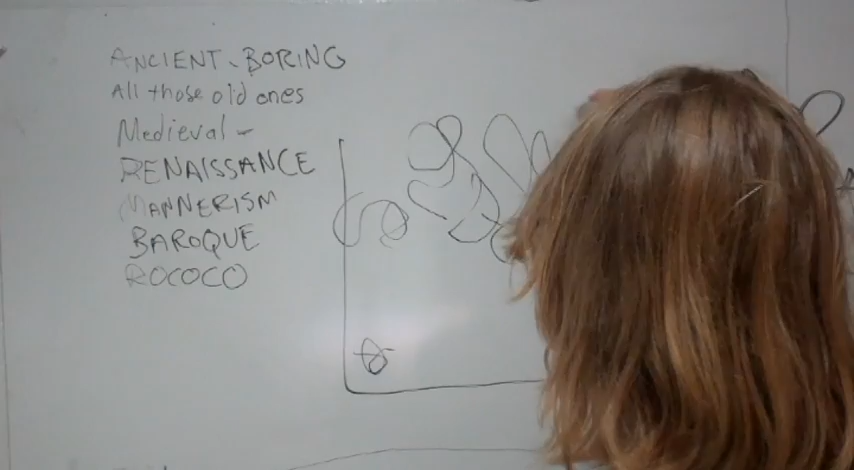 ANCIENT - BORING
All those old ones
Medieval -
RENAISSANCE
MANNERISM
BAROQUE
ROCOCO